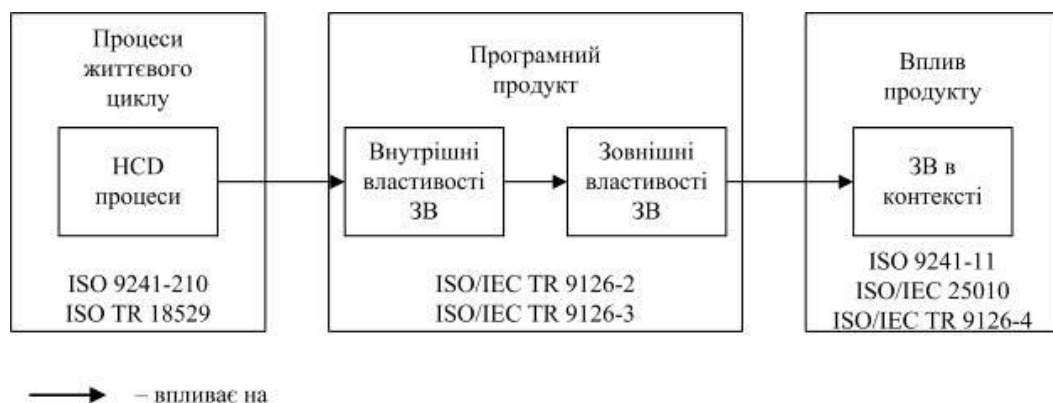 Процеси
життєвого
циклу
HCD
процеси
ISO 9241-210
ISO TR 18529
Програмний
продукт
Внутрішні
властивості
ЗВ
Зовнішні
властивості
ЗВ
ISO/IEC TR 9126-2
ISO/IEC TR 9126-3
Вплив
продукту
ЗВ в
контексті
ISO 9241-11
ISO/IEC 25010
ISO/IEC TR 9126-4
– впливає на